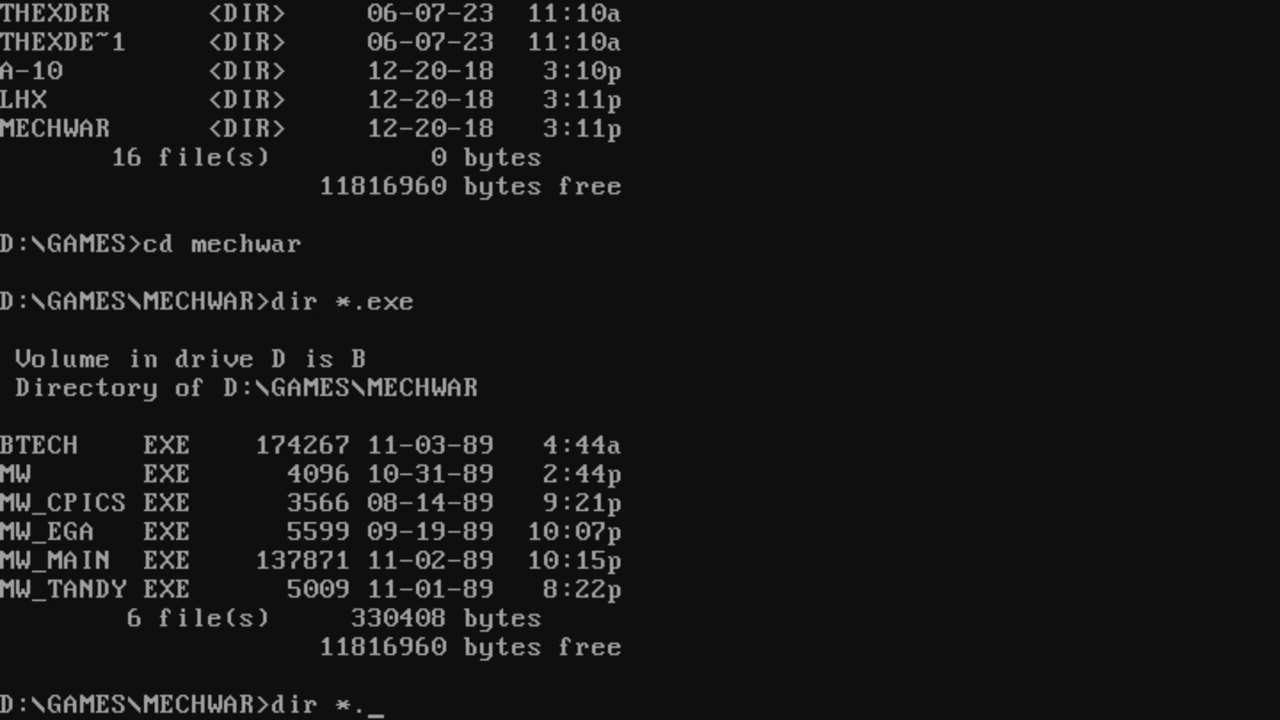 THEXDER      <DIR>     06-07-23  11:10a
THEXDE~1     <DIR>     06-07-23  11:10a
A-10         <DIR>     12-20-18   3:10p
LHX          <DIR>     12-20-18   3:11p
MECHWAR      <DIR>     12-20-18   3:11p
       16 file(s)          0 bytes
                    11816960 bytes free
D:\GAMES>cd mechwar
D:\GAMES\MECHWAR>dir *.exe
 Volume in drive D is B
 Directory of D:\GAMES\MECHWAR
BTECH    EXE    174267 11-03-89   4:44a
MW       EXE      4096 10-31-89   2:44p
MW_CPICS EXE      3566 08-14-89   9:21p
MW_EGA   EXE      5599 09-19-89  10:07p
MW_MAIN  EXE    137871 11-02-89  10:15p
MW_TANDY EXE      5009 11-01-89   8:22p
        6 file(s)     330408 bytes
                    11816960 bytes free
D:\GAMES\MECHWAR>dir *._